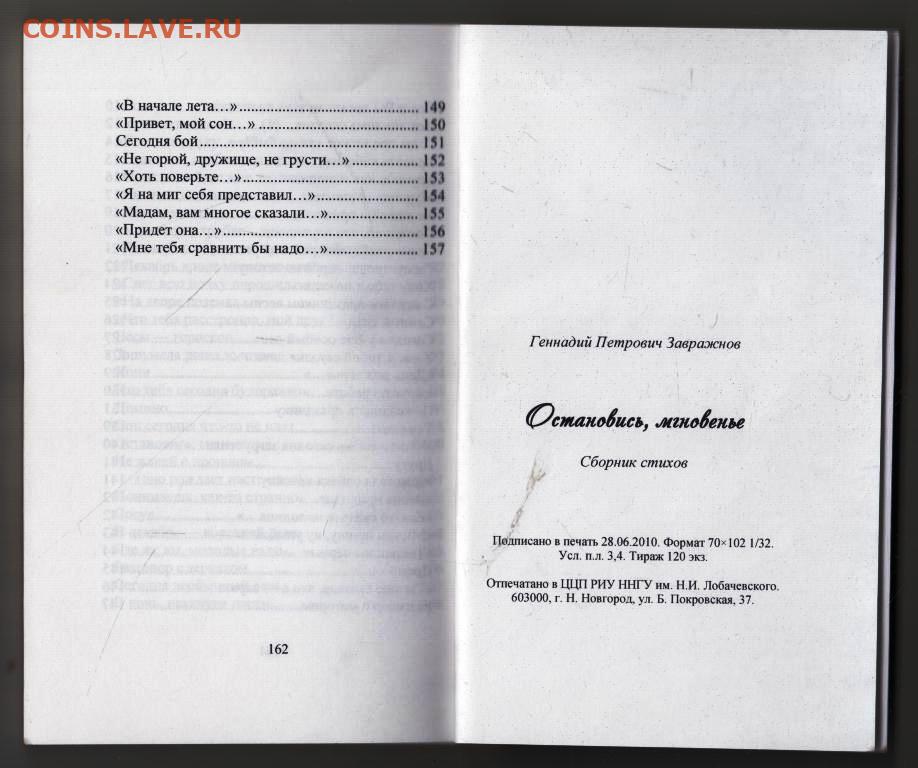 COINS.LAVE.RU
«В начале лета…» 149
«Привет, мой сон…» 150
Сегодня бой 151
«Не горюй, дружище, не грусти…» 152
«Хоть поверьте…» 153
«Я на миг себя представил…» 154
«Мадам, вам многое сказали…» 155
«Придет она…» 156
«Мне тебя сравнить бы надо…» 157
162
Геннадий Петрович Завражнов
Остановись, мгновенье
Сборник стихов
Подписано в печать 28.06.2010. Формат 70×102 1/32.
Усл. п.л. 3,4. Тираж 120 экз.
Отпечатано в ЦЦП РИУ ННГУ им. Н.И. Лобачевского.
603000, г. Н. Новгород, ул. Б. Покровская, 37.